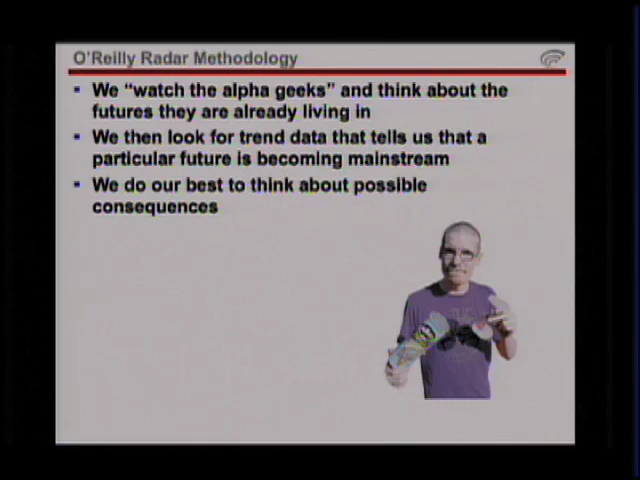 O'Reilly Radar Methodology
We “watch the alpha geeks” and think about the
futures they are already living in
We then look for trend data that tells us that a
particular future is becoming mainstream
We do our best to think about possible
consequences